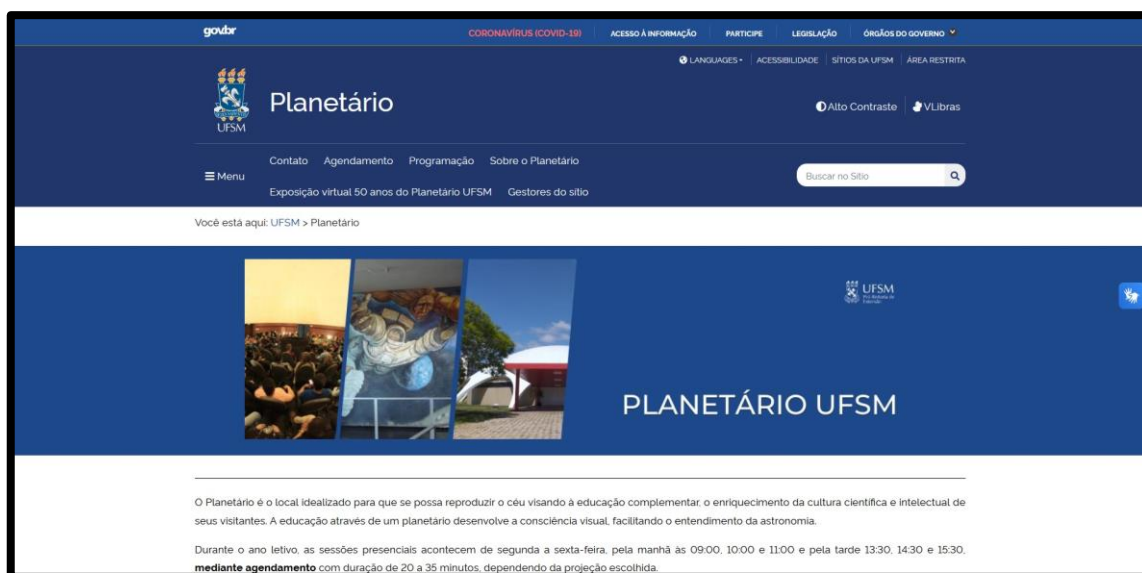 gov.br
CORONAVÍRUS (COVID-19) ACESSO À INFORMAÇÃO PARTICIPE LEGISLAÇÃO ÓRGÃOS DO GOVERNO
LANGUAGES ACESSIBILIDADE SÍTIOS DA UFSM ÁREA RESTRITA
UFSM
Planetário
Alto Contraste VLibras
Menu
Contato Agendamento Programação Sobre o Planetário
Exposição virtual 50 anos do Planetário UFSM Gestores do sítio
Buscar no Sítio
Você está aqui: UFSM > Planetário
UFSM
PLANETÁRIO UFSM
O Planetário é o local idealizado para que se possa reproduzir o céu visando à educação complementar, o enriquecimento da cultura científica e intelectual de
seus visitantes. A educação através de um planetário desenvolve a consciência visual, facilitando o entendimento da astronomia.
Durante o ano letivo, as sessões presenciais acontecem de segunda a sexta-feira, pela manhã às 09:00, 10:00 e 11:00 e pela tarde 13:30, 14:30 e 15:30,
mediante agendamento com duração de 20 a 35 minutos, dependendo da projeção escolhida.